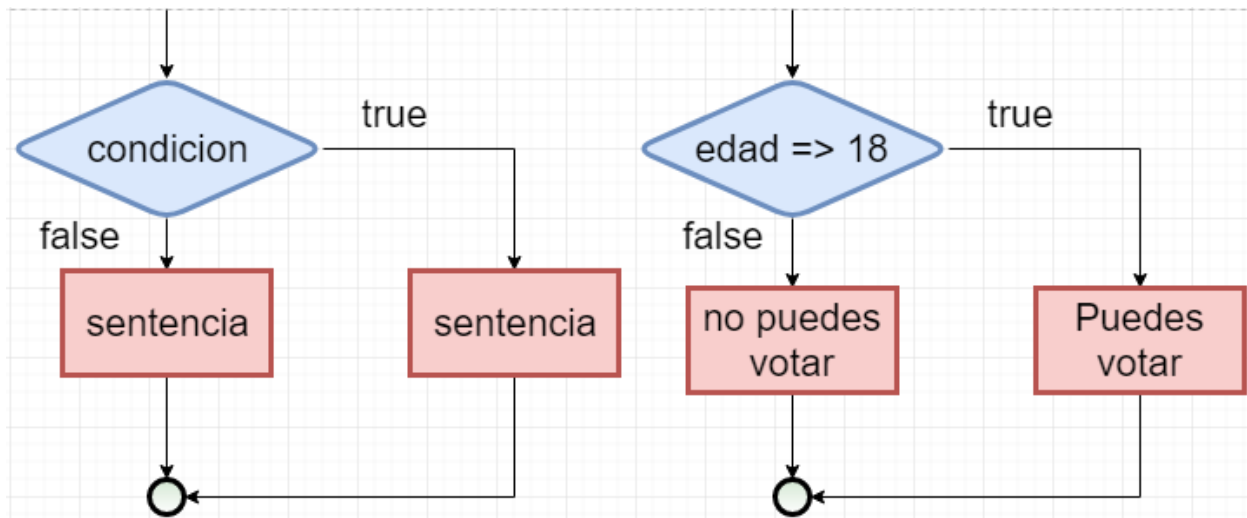 condicion
true
false
sentencia
sentencia
edad => 18
true
false
no puedes
votar
Puedes
votar